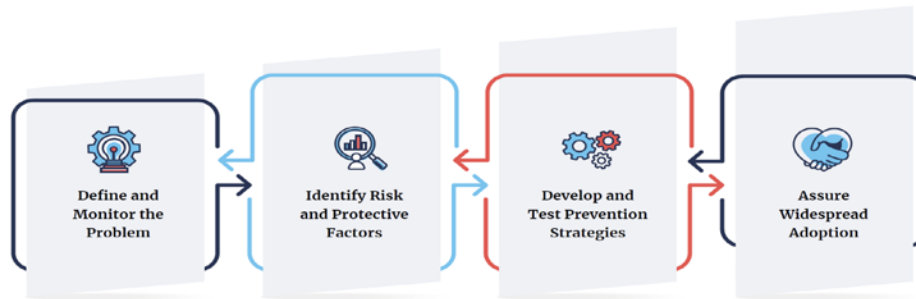 Define and
Monitor the
Problem
Identify Risk
and Protective
Factors
Develop and
Test Prevention
Strategies
Assure
Widespread
Adoption